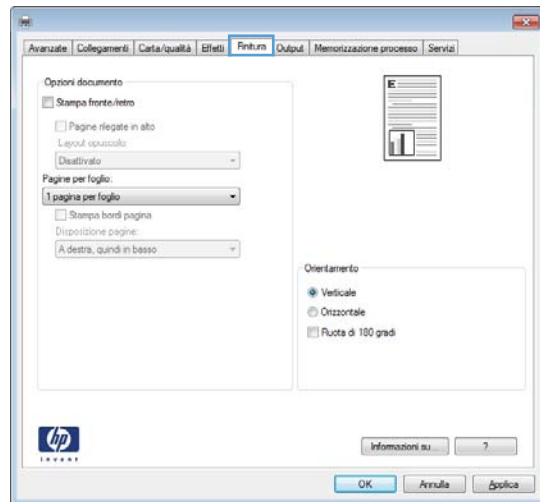 Avanzate Collegamenti Carta/qualità Effetti Finitura Output Memorizzazione processo Servizi
Opzioni documento
Stampa fronte/retro
Pagine rilegate in alto
Layout opuscolo:
Disattivato
Pagine per foglio:
1 pagina per foglio
Stampa bordi pagina
Disposizione pagine:
A destra, quindi in basso
E
Orientamento
Verticale
Orizzontale
Ruota di 180 gradi
hp
invent
Informazioni su... ?
OK Annulla Applica